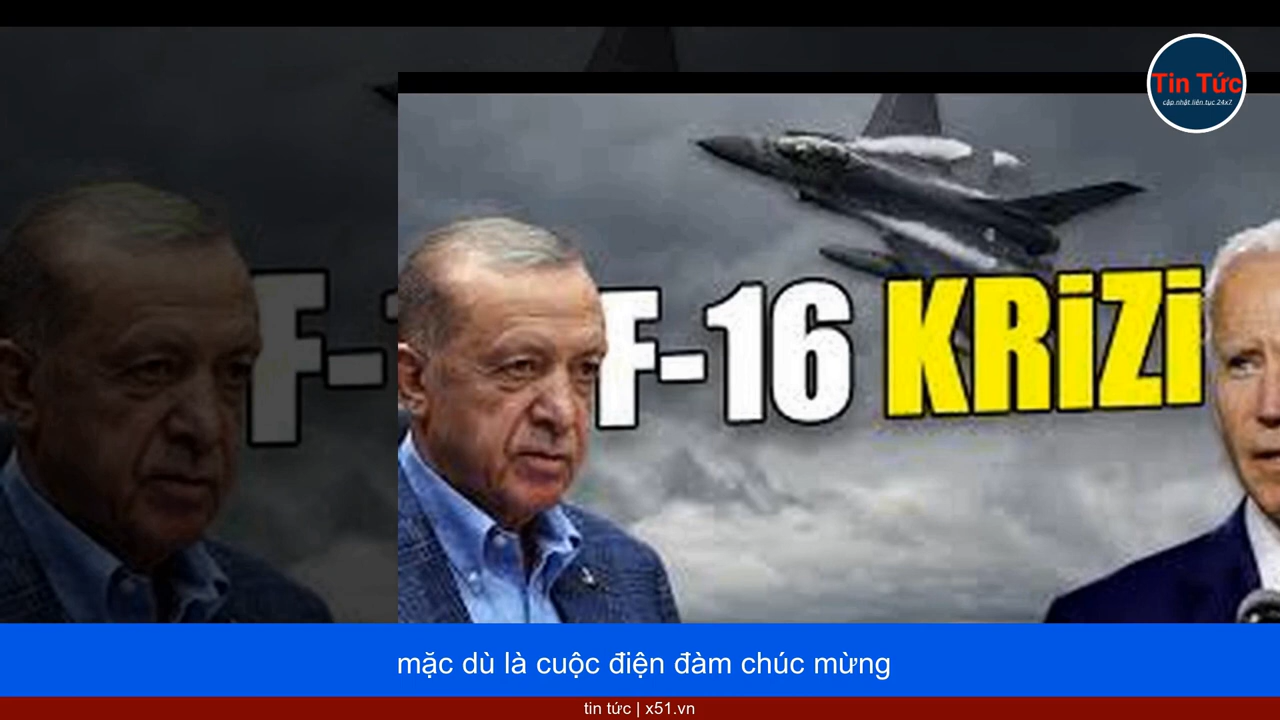 Tin Tức
cập nhật liên tục 24x7
F-1
F-16 KRiZi
mặc dù là cuộc điện đàm chúc mừng
tin tức | x51.vn